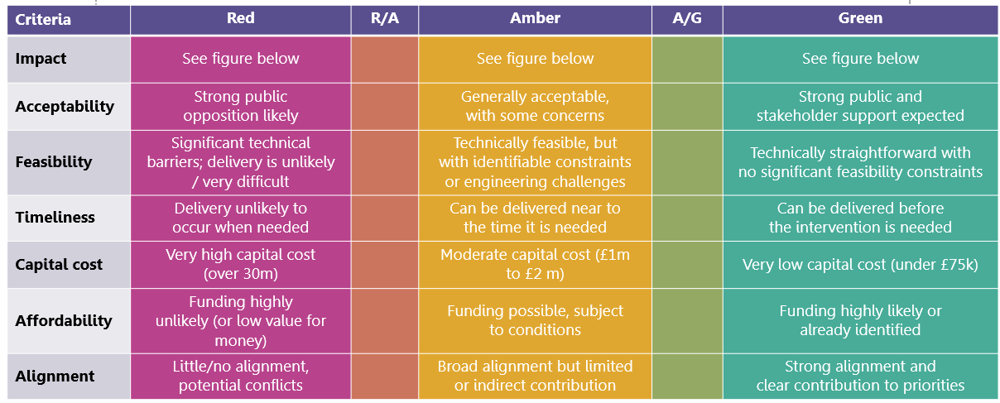 Criteria Red R/A Amber A/G Green
Impact See figure below See figure below See figure below
Acceptability
Strong public
opposition likely
Generally acceptable,
with some concerns
Strong public and
stakeholder support expected
Feasibility
Significant technical
barriers; delivery is unlikely
/ very difficult
Technically feasible, but
with identifiable constraints
or engineering challenges
Technically straightforward with
no significant feasibility constraints
Timeliness
Delivery unlikely to
occur when needed
Can be delivered near to
the time it is needed
Can be delivered before
the intervention is needed
Capital cost
Very high capital cost
(over 30m)
Moderate capital cost (£1m
to £2 m)
Very low capital cost (under £75k)
Affordability
Funding highly
unlikely (or low value for
money)
Funding possible, subject
to conditions
Funding highly likely or
already identified
Alignment
Little/no alignment,
potential conflicts
Broad alignment but limited
or indirect contribution
Strong alignment and
clear contribution to priorities